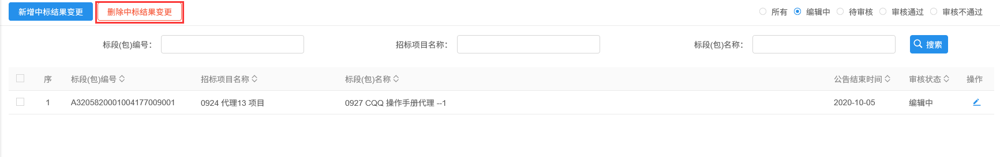 新增中标结果变更 删除中标结果变更 所有 编辑中 待审核 审核通过 审核不通过
标段(包)编号： 招标项目名称： 标段(包)名称： 搜索
序 标段(包)编号 招标项目名称 标段(包)名称 公告结束时间 审核状态 操作
1 A3205820001004177009001 0924 代理13 项目 0927 CQQ 操作手册代理 --1 2020-10-05 编辑中